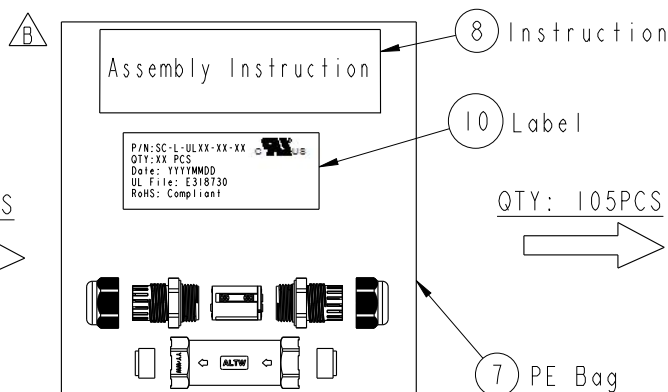 B
8 Instruction
Assembly Instruction
10 Label
P/N:SC-L-ULXX-XX-XX
C US
QTY:XX PCS
Date: YYYYMMDD
UL File: E318730
RoHS: Compliant
S
QTY: 105PCS
ALTW
7 PE Bag